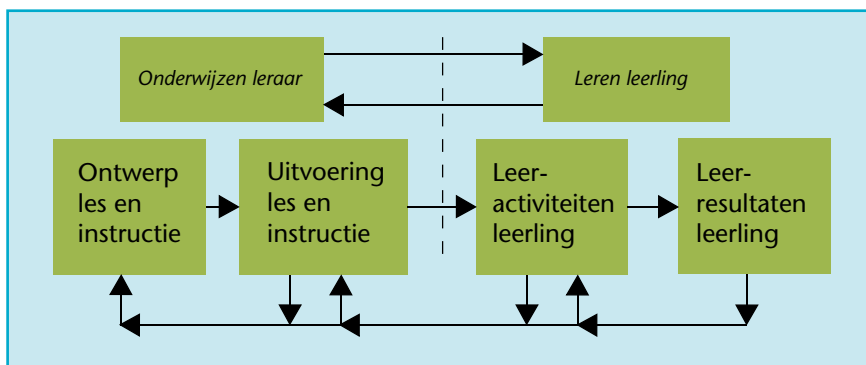 Onderwijzen leraar
Leren leerling
Ontwerp
les en
instructie
Uitvoering
les en
instructie
Leer-
activiteiten
leerling
Leer-
resultaten
leerling